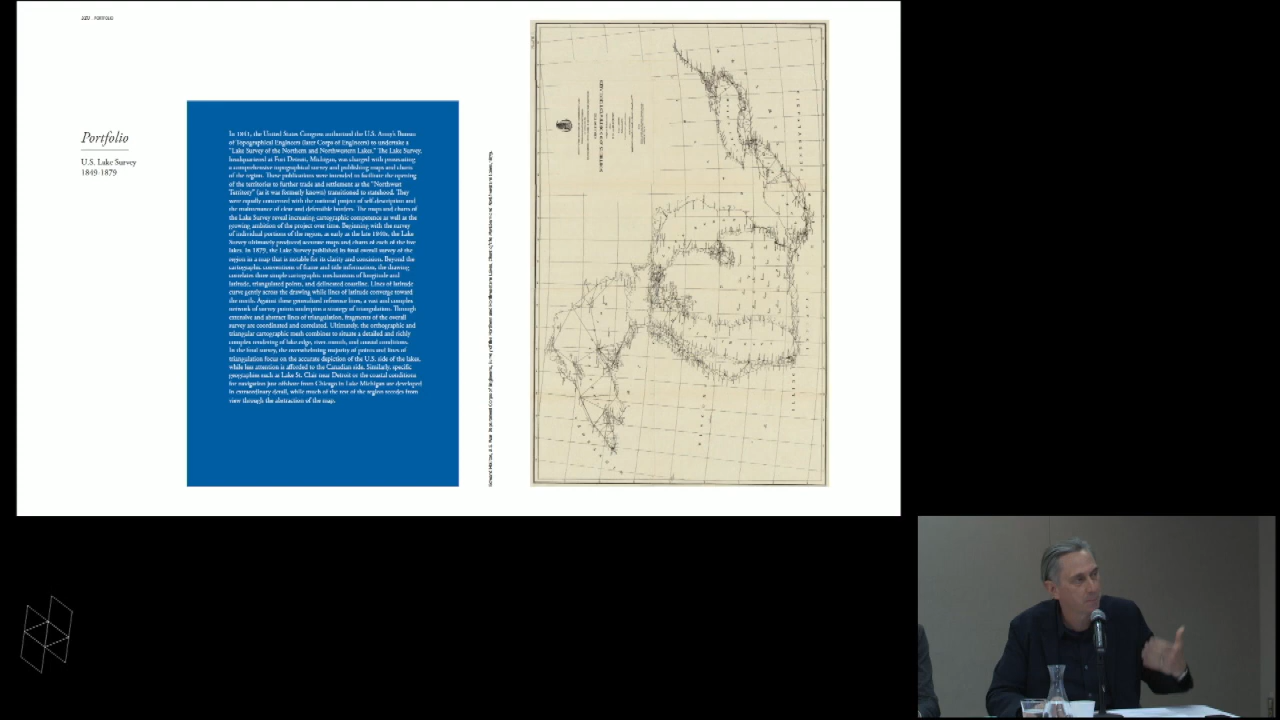 PORTFOLIO
Portfolio
U.S. Lake Survey
1849-1879
In 1841, the United States Congress authorized the U.S. Army's Bureau
of Topographical Engineers (later Corps of Engineers) to undertake a
"Lake Survey of the Northern and Northwestern Lakes." The Lake Survey,
headquartered at Fort Detroit, Michigan, was charged with prosecuting
a comprehensive topographical survey and publishing maps and charts
of the region. These publications were intended to facilitate the opening
of the territories to further trade and settlement as the "Northwest
Territory" (as it was formerly known) transitioned to statehood. They
were equally concerned with the national project of self-description and
the maintenance of clear and defensible borders. The maps and charts of
the Lake Survey reveal increasing cartographic competence as well as the
growing ambition of the project over time. Beginning with the survey
of individual portions of the region, as early as the late 1840s, the Lake
Survey ultimately produced accurate maps and charts of each of the five
lakes. In 1879, the Lake Survey published its final overall survey of the
region in a map that is notable for its clarity and concision. Beyond the
cartographic conventions of frame and title information, the drawing
correlates three simple cartographic mechanisms of longitude and
latitude, triangulated points, and delineated coastline. Lines of latitude
curve gently across the drawing while lines of latitude converge toward
the north. Against these generalized reference lines, a vast and complex
network of survey points underpins a strategy of triangulation. Through
extensive and abstract lines of triangulation, fragments of the overall
survey are coordinated and correlated. Ultimately, the orthographic and
triangular cartographic mesh combines to situate a detailed and richly
complex rendering of lake edge, river mouth, and coastal conditions.
In the final survey, the overwhelming majority of points and lines of
triangulation focus on the accurate depiction of the U.S. side of the lakes,
while less attention is afforded to the Canadian side. Similarly, specific
geographies such as Lake St. Clair near Detroit or the coastal conditions
for navigation just offshore from Chicago in Lake Michigan are developed
in extraordinary detail, while much of the rest of the region recedes from
view through the abstraction of the map.